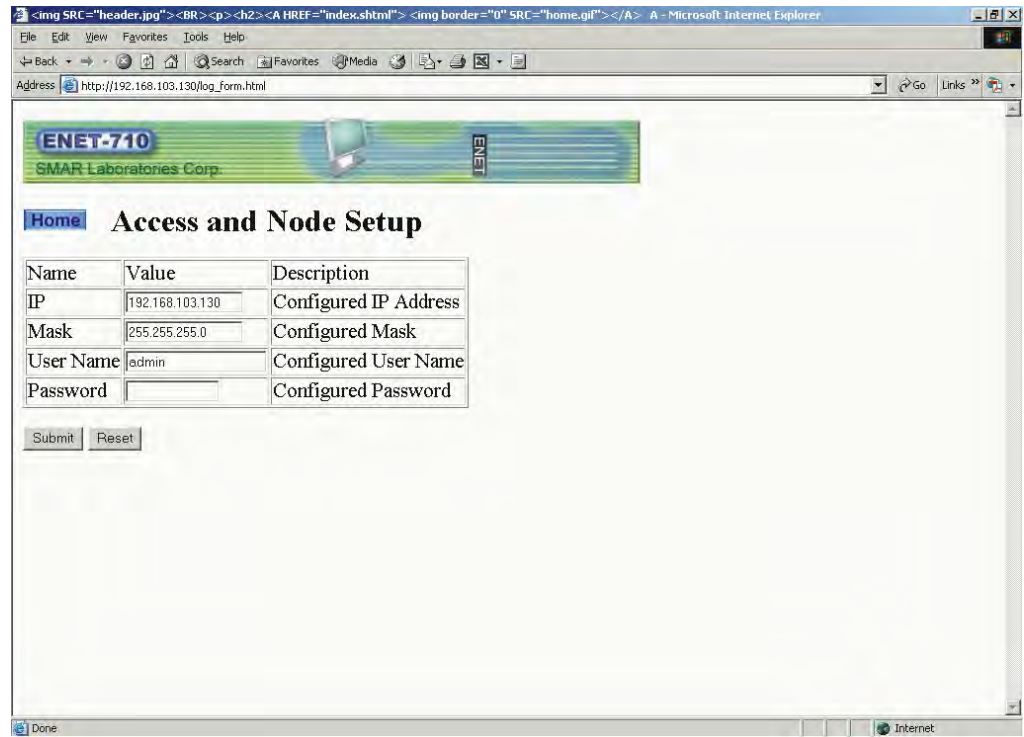 <img SRC="header.jpg"><BR><p><h2><A HREF="index.shtml"> <img border="0" SRC="home.gif"></A> A - Microsoft Internet Explorer
File Edit View Favorites Tools Help
Back Search Favorites Media
Address http://192.168.103.130/log_form.html Go Links »
ENET-710
SMAR Laboratories Corp.
ENET
Home Access and Node Setup
Name Value Description
IP 192.168.103.130 Configured IP Address
Mask 255.255.255.0 Configured Mask
User Name admin Configured User Name
Password Configured Password
Submit Reset
Done Internet